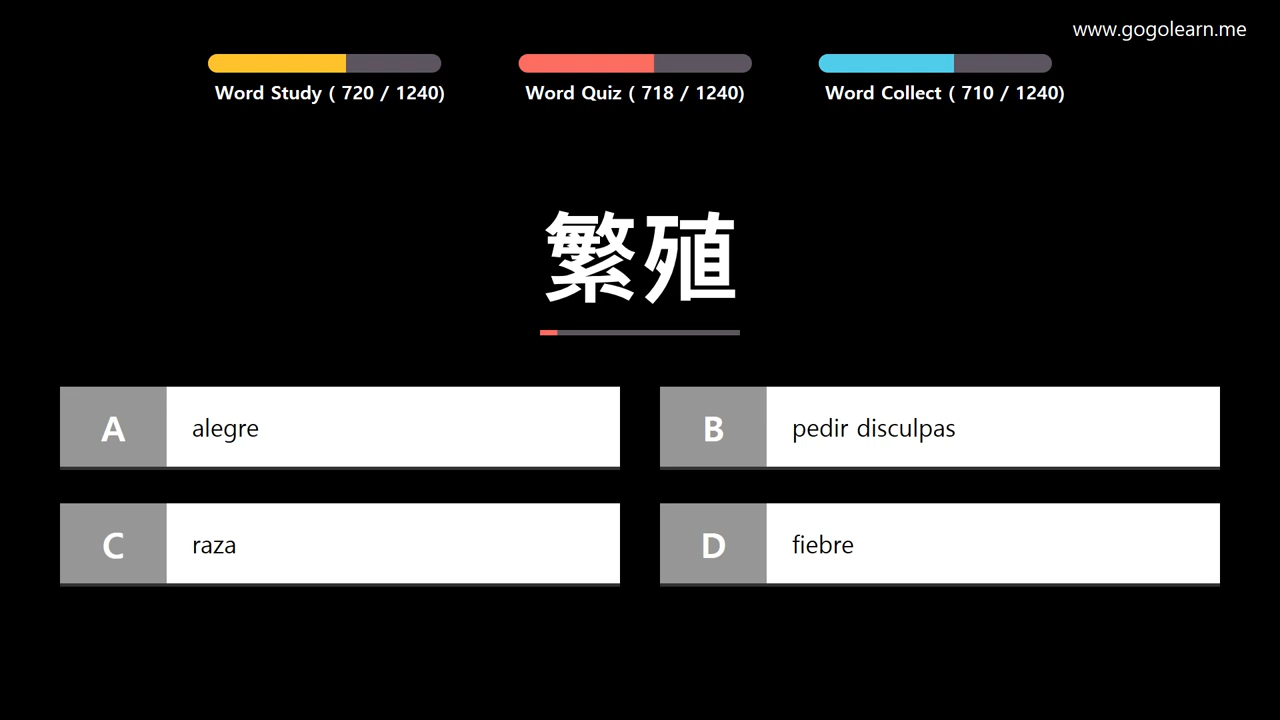 www.gogolearn.me
Word Study ( 720 / 1240)
Word Quiz ( 718 / 1240)
Word Collect ( 710 / 1240)
繁殖
A
alegre
B
pedir disculpas
C
raza
D
fiebre